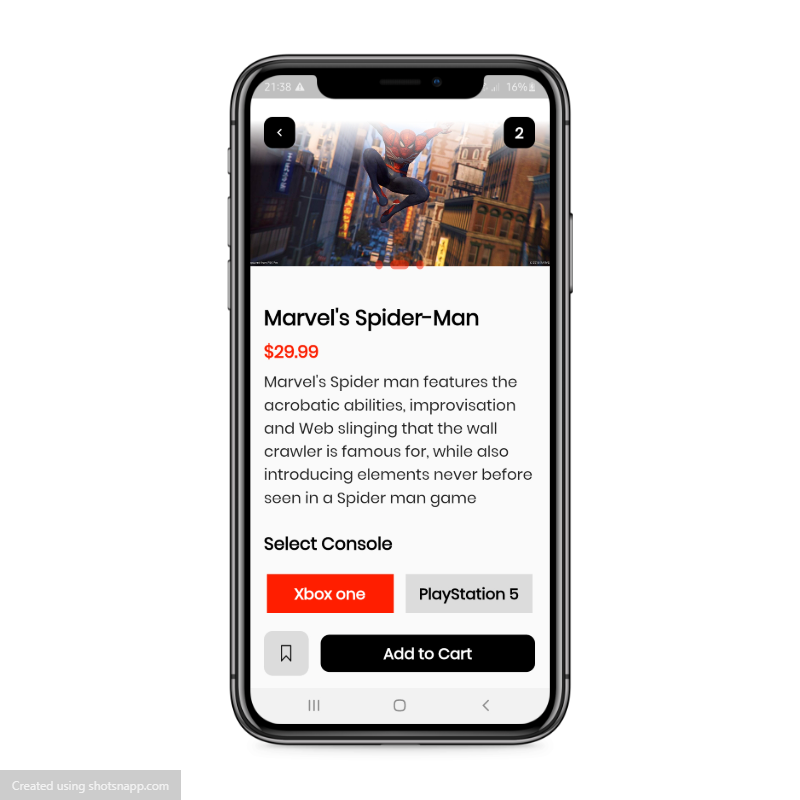 21:38
16%
2
Marvel's Spider-Man
$29.99
Marvel's Spider man features the
acrobatic abilities, improvisation
and Web slinging that the wall
crawler is famous for, while also
introducing elements never before
seen in a Spider man game
Select Console
Xbox one
PlayStation 5
Add to Cart
Created using shotsnapp.com